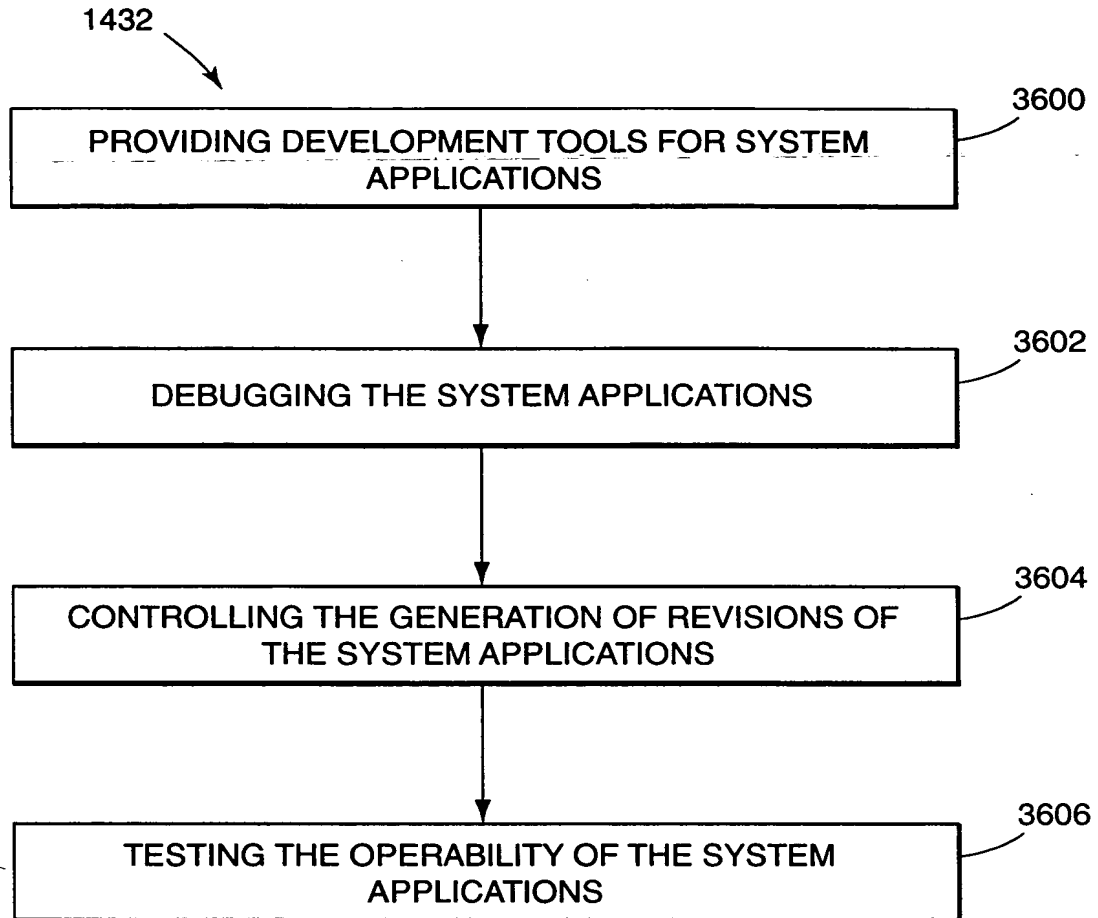 1432
3600
PROVIDING DEVELOPMENT TOOLS FOR SYSTEM
APPLICATIONS
3602
DEBUGGING THE SYSTEM APPLICATIONS
3604
CONTROLLING THE GENERATION OF REVISIONS OF
THE SYSTEM APPLICATIONS
3606
TESTING THE OPERABILITY OF THE SYSTEM
APPLICATIONS